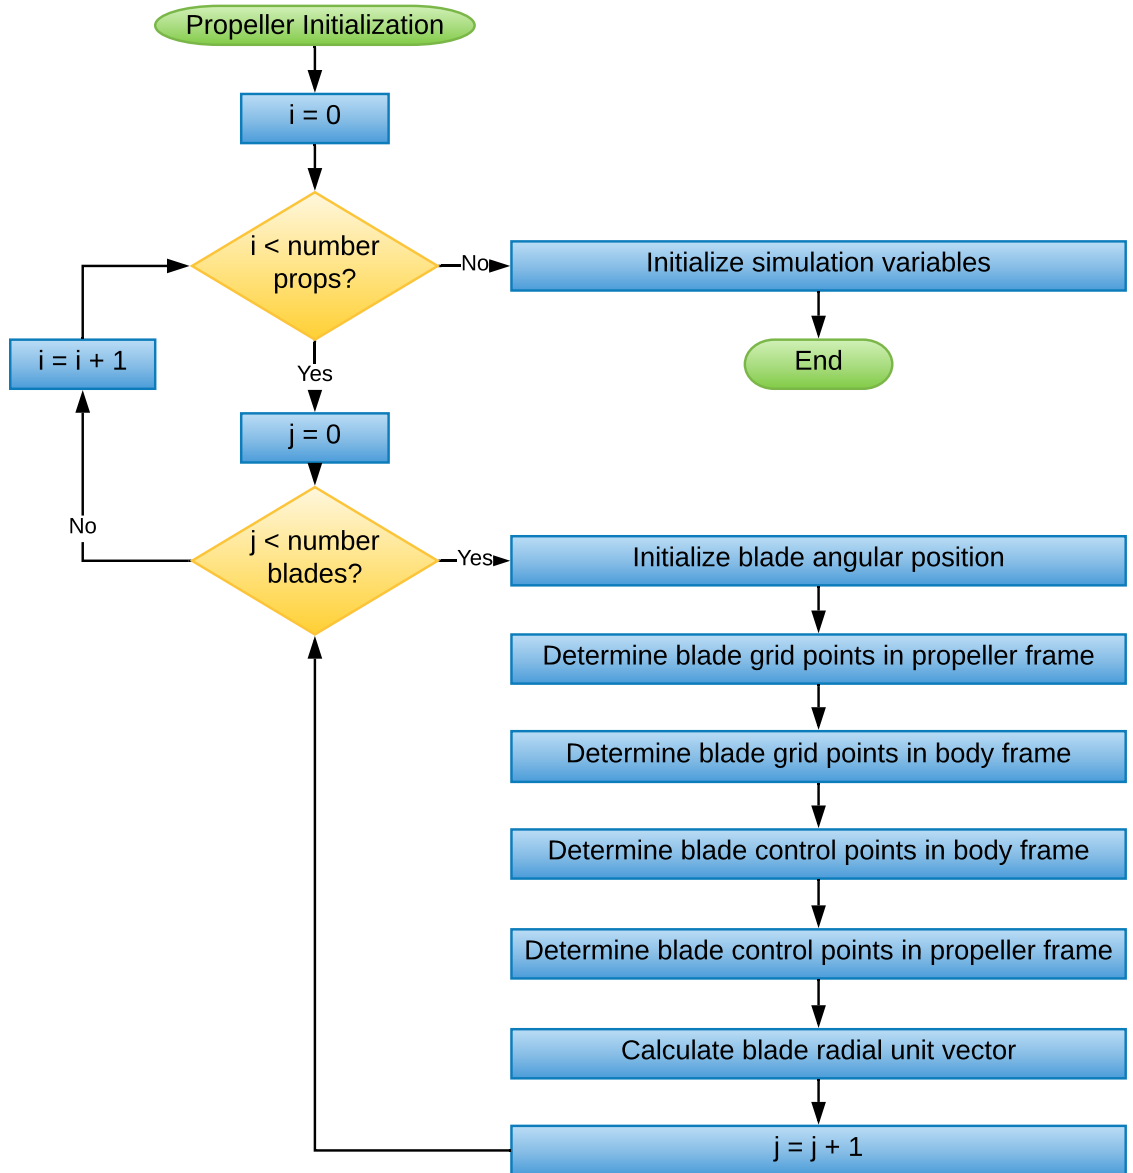 Propeller Initialization
i = 0
i < number
props?
No
Initialize simulation variables
End
i = i + 1
Yes
j = 0
No
j < number
blades?
Yes
Initialize blade angular position
Determine blade grid points in propeller frame
Determine blade grid points in body frame
Determine blade control points in body frame
Determine blade control points in propeller frame
Calculate blade radial unit vector
j = j + 1